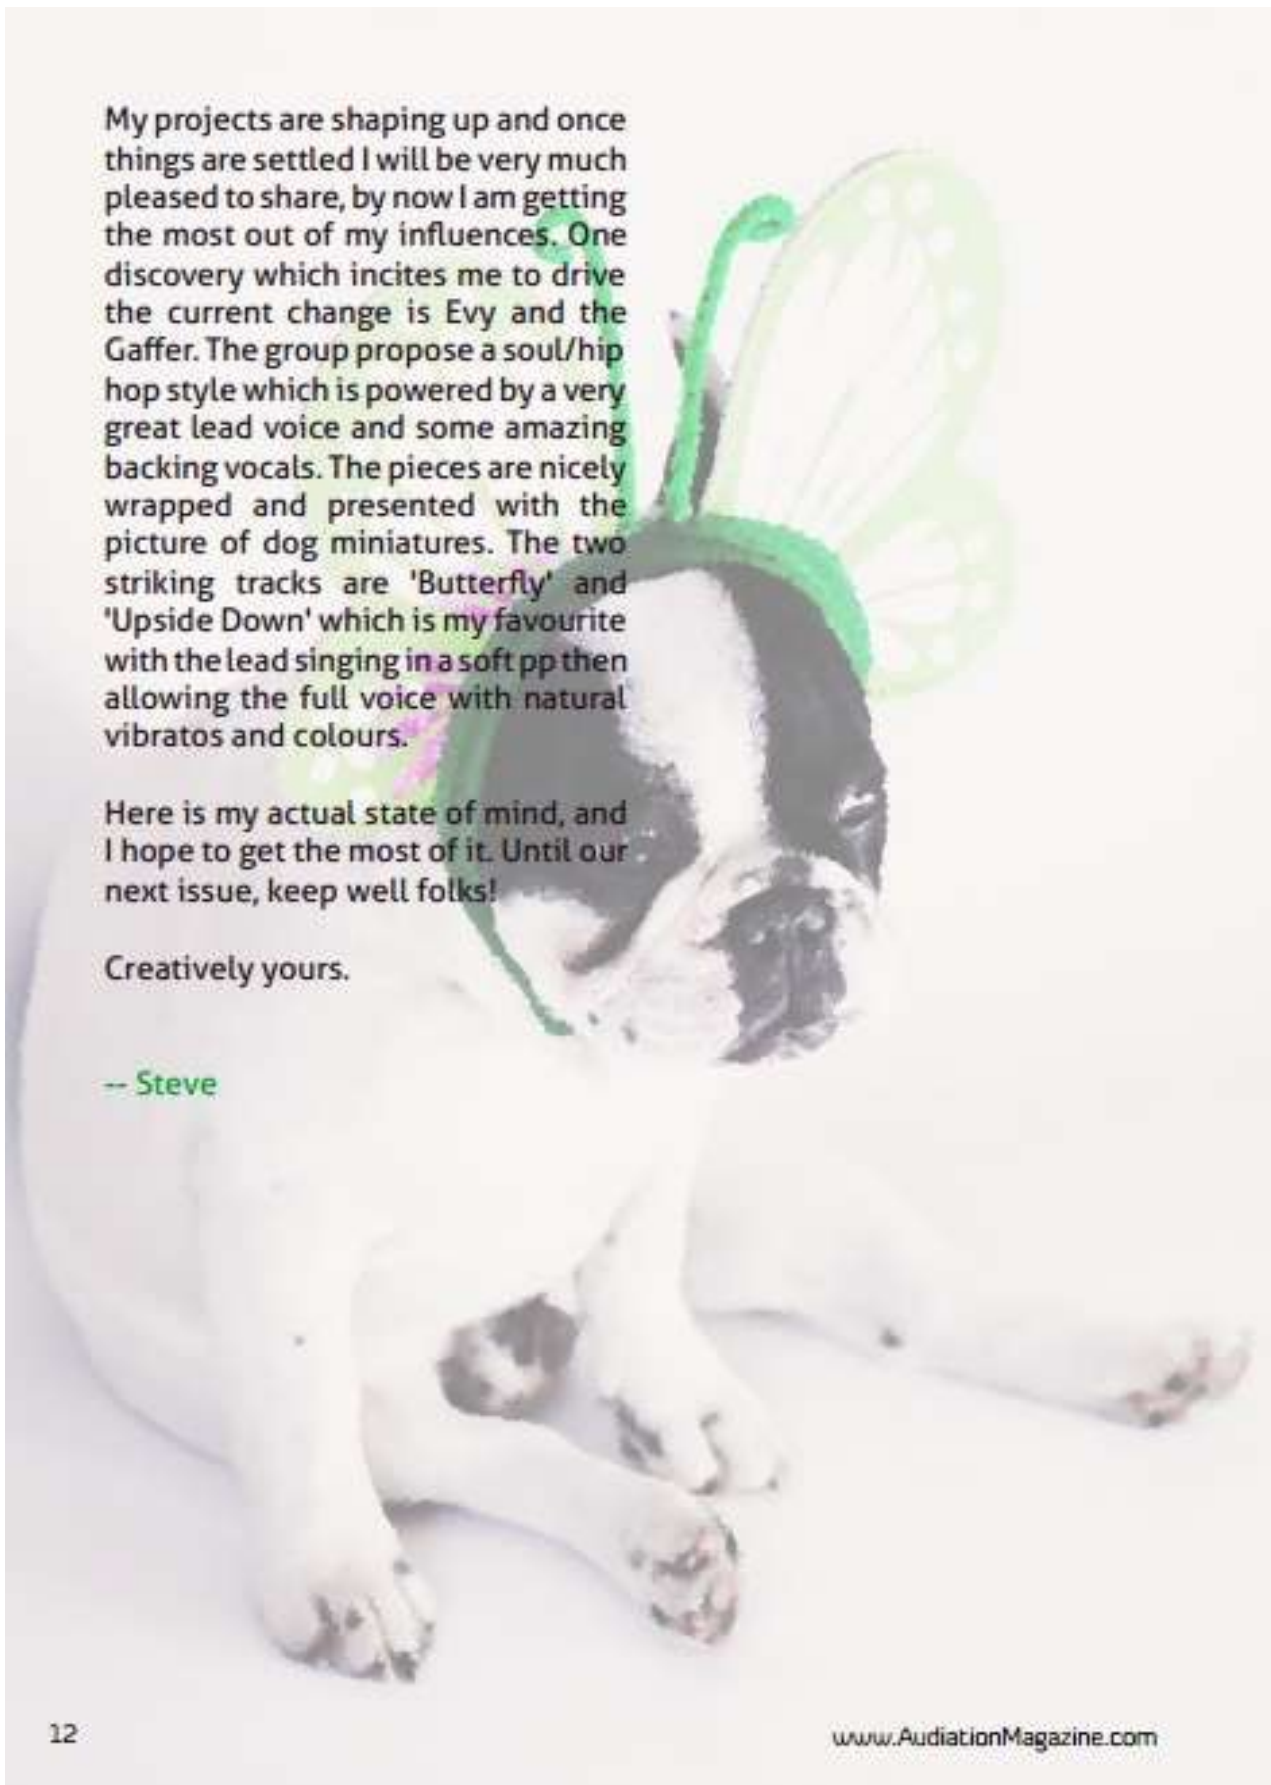 My projects are shaping up and once
things are settled I will be very much
pleased to share, by now I am getting
the most out of my influences. One
discovery which incites me to drive
the current change is Evy and the
Gaffer. The group propose a soul/hip
hop style which is powered by a very
great lead voice and some amazing
backing vocals. The pieces are nicely
wrapped and presented with the
picture of dog miniatures. The two
striking tracks are 'Butterfly' and
'Upside Down' which is my favourite
with the lead singing in a soft pp then
allowing the full voice with natural
vibratos and colours.
Here is my actual state of mind, and
I hope to get the most of it. Until our
next issue, keep well folks!
Creatively yours.
-- Steve
12
www.AudiationMagazine.com